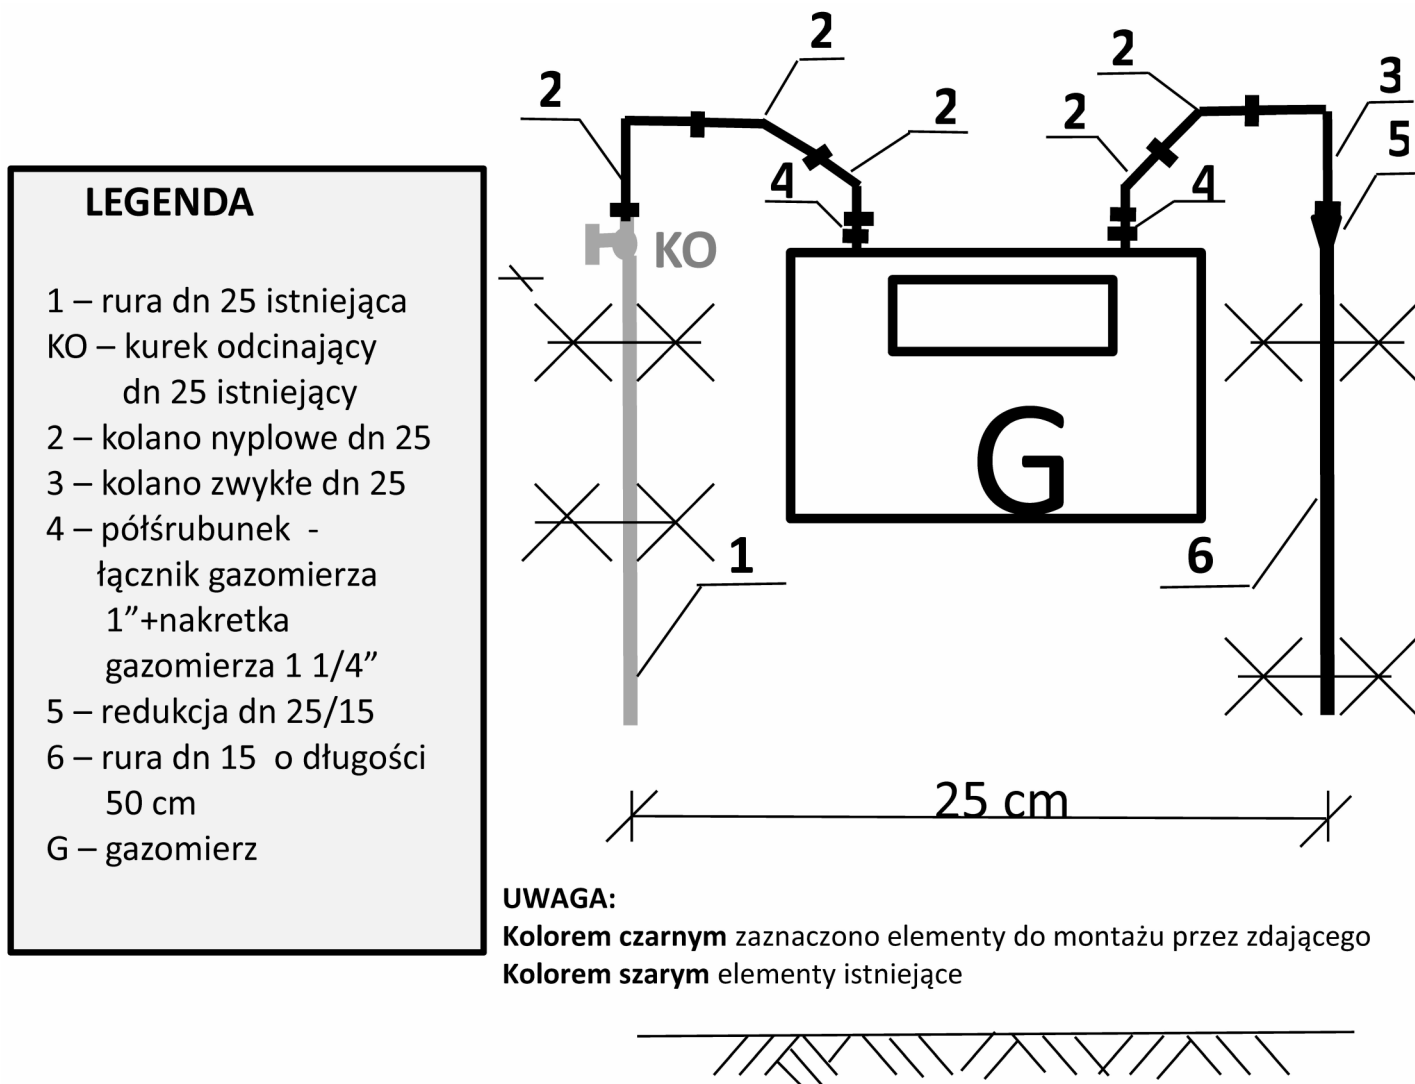 LEGENDA
1 – rura dn 25 istniejąca
KO – kurek odcinający
dn 25 istniejący
2 – kolano nyplowe dn 25
3 – kolano zwykłe dn 25
4 – półśrubunek -
łącznik gazomierza
1”+nakretka
gazomierza 1 1/4”
5 – redukcja dn 25/15
6 – rura dn 15 o długości
50 cm
G – gazomierz
2
2
2
2
2
3
5
4
4
KO
G
1
6
25 cm
UWAGA:
Kolorem czarnym zaznaczono elementy do montażu przez zdającego
Kolorem szarym elementy istniejące